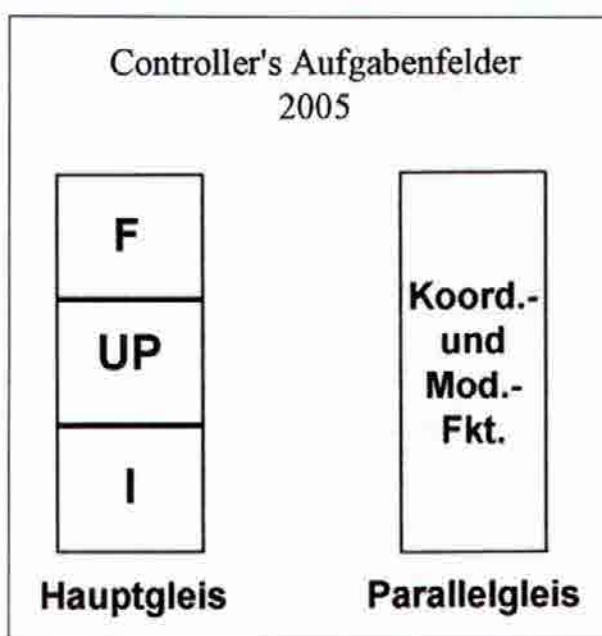 Controller's Aufgabenfelder
2005
F
UP
I
Hauptgleis
Koord.-
und
Mod.-
Fkt.
Parallelgleis